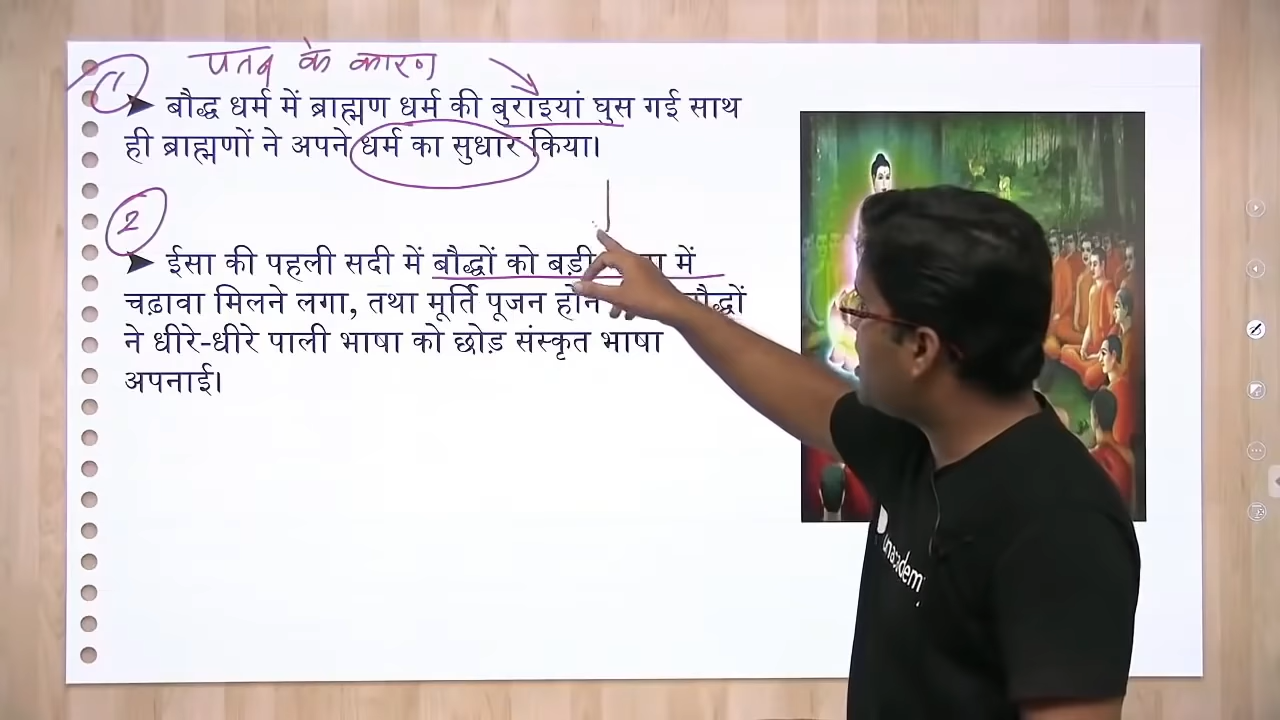 पतन के कारण
1
➤ बौद्ध धर्म में ब्राह्मण धर्म की बुराइयां घुस गई साथ
ही ब्राह्मणों ने अपने धर्म का सुधार किया।
2
➤ ईसा की पहली सदी में बौद्धों को बड़ी में
चढ़ावा मिलने लगा, तथा मूर्ति पूजन होने बौद्धों
ने धीरे-धीरे पाली भाषा को छोड़ संस्कृत भाषा
अपनाई।
unacademy